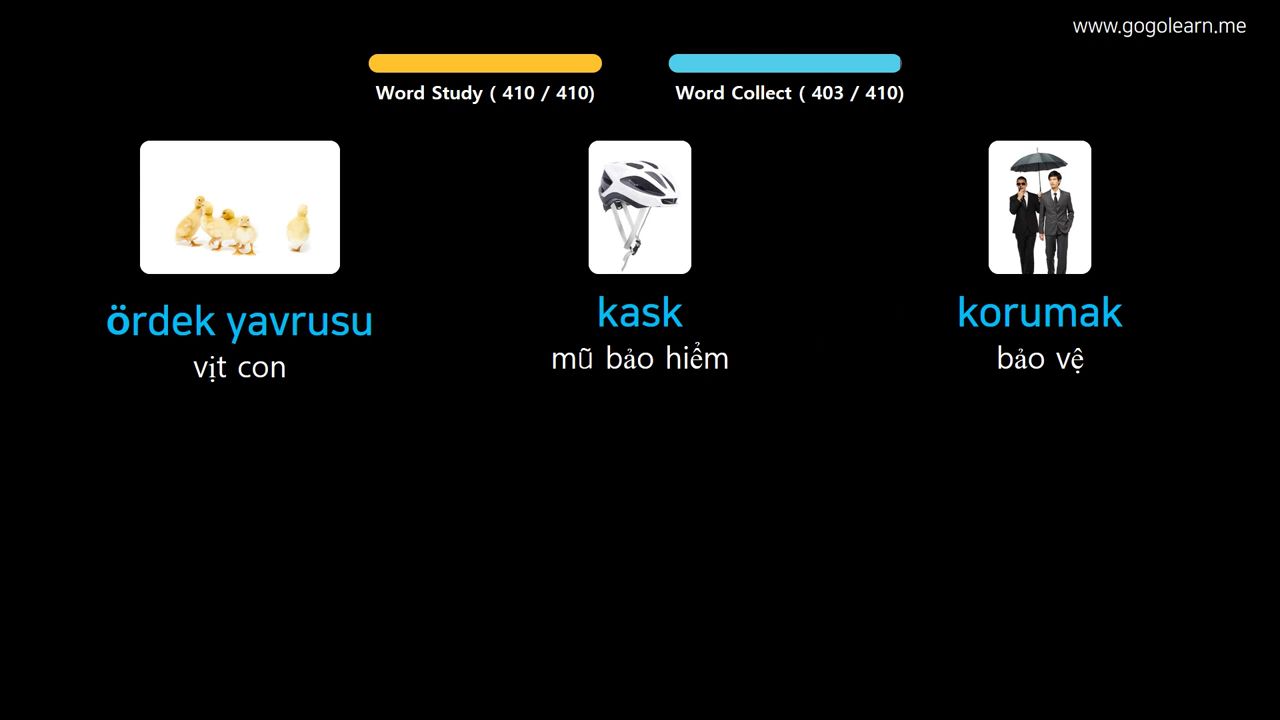 www.gogolearn.me
Word Study ( 410 / 410)
Word Collect ( 403 / 410)
ördek yavrusu
vịt con
kask
mũ bảo hiểm
korumak
bảo vệ